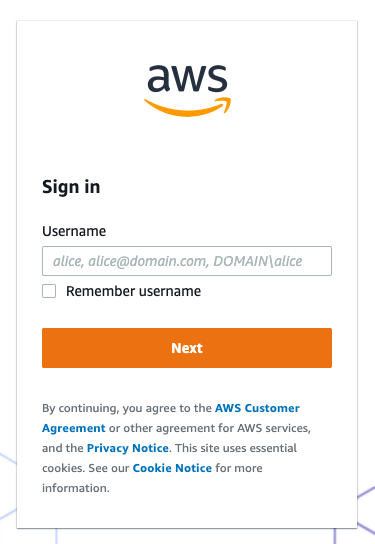 aws
Sign in
Username
alice, alice@domain.com, DOMAIN\alice
Remember username
Next
By continuing, you agree to the AWS Customer
Agreement or other agreement for AWS services,
and the Privacy Notice. This site uses essential
cookies. See our Cookie Notice for more
information.